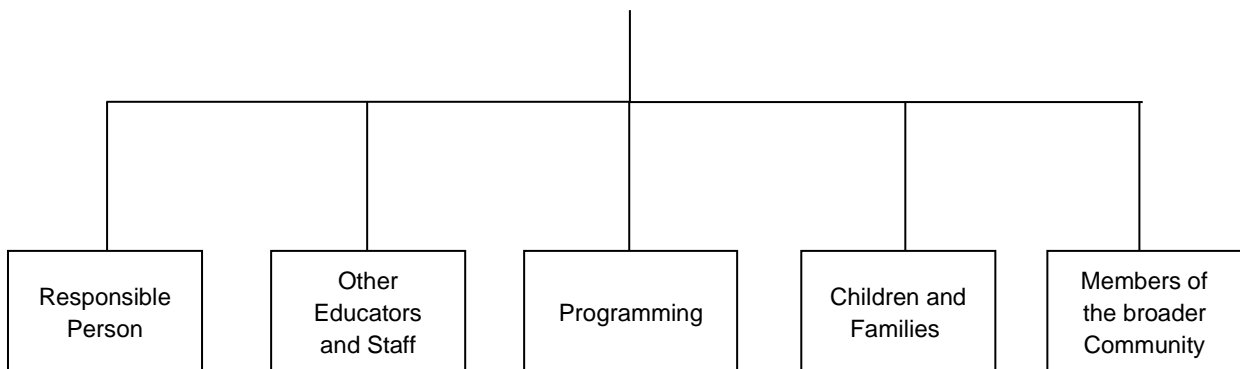 Responsible
Person
Other
Educators
and Staff
Programming
Children and
Families
Members of
the broader
Community